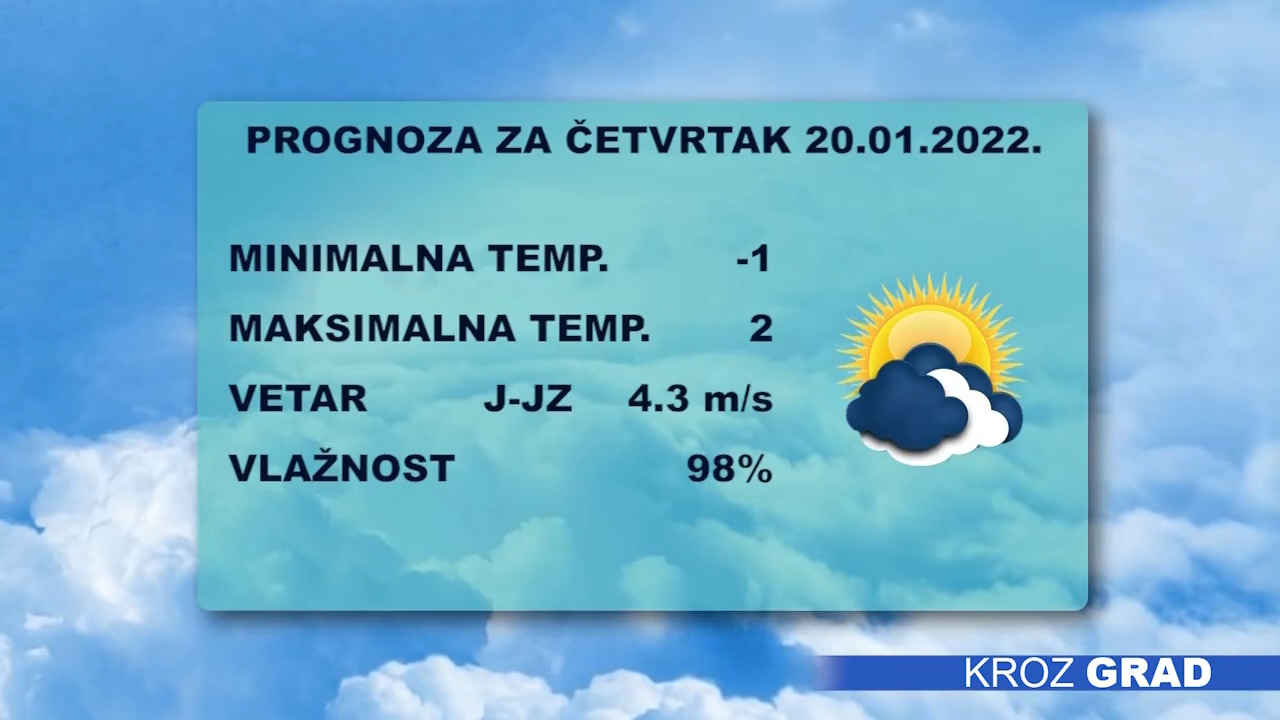 PROGNOZA ZA ČETVRTAK 20.01.2022.
MINIMALNA TEMP. -1
MAKSIMALNA TEMP. 2
VETAR J-JZ 4.3 m/s
VLAŽNOST 98%
KROZ GRAD